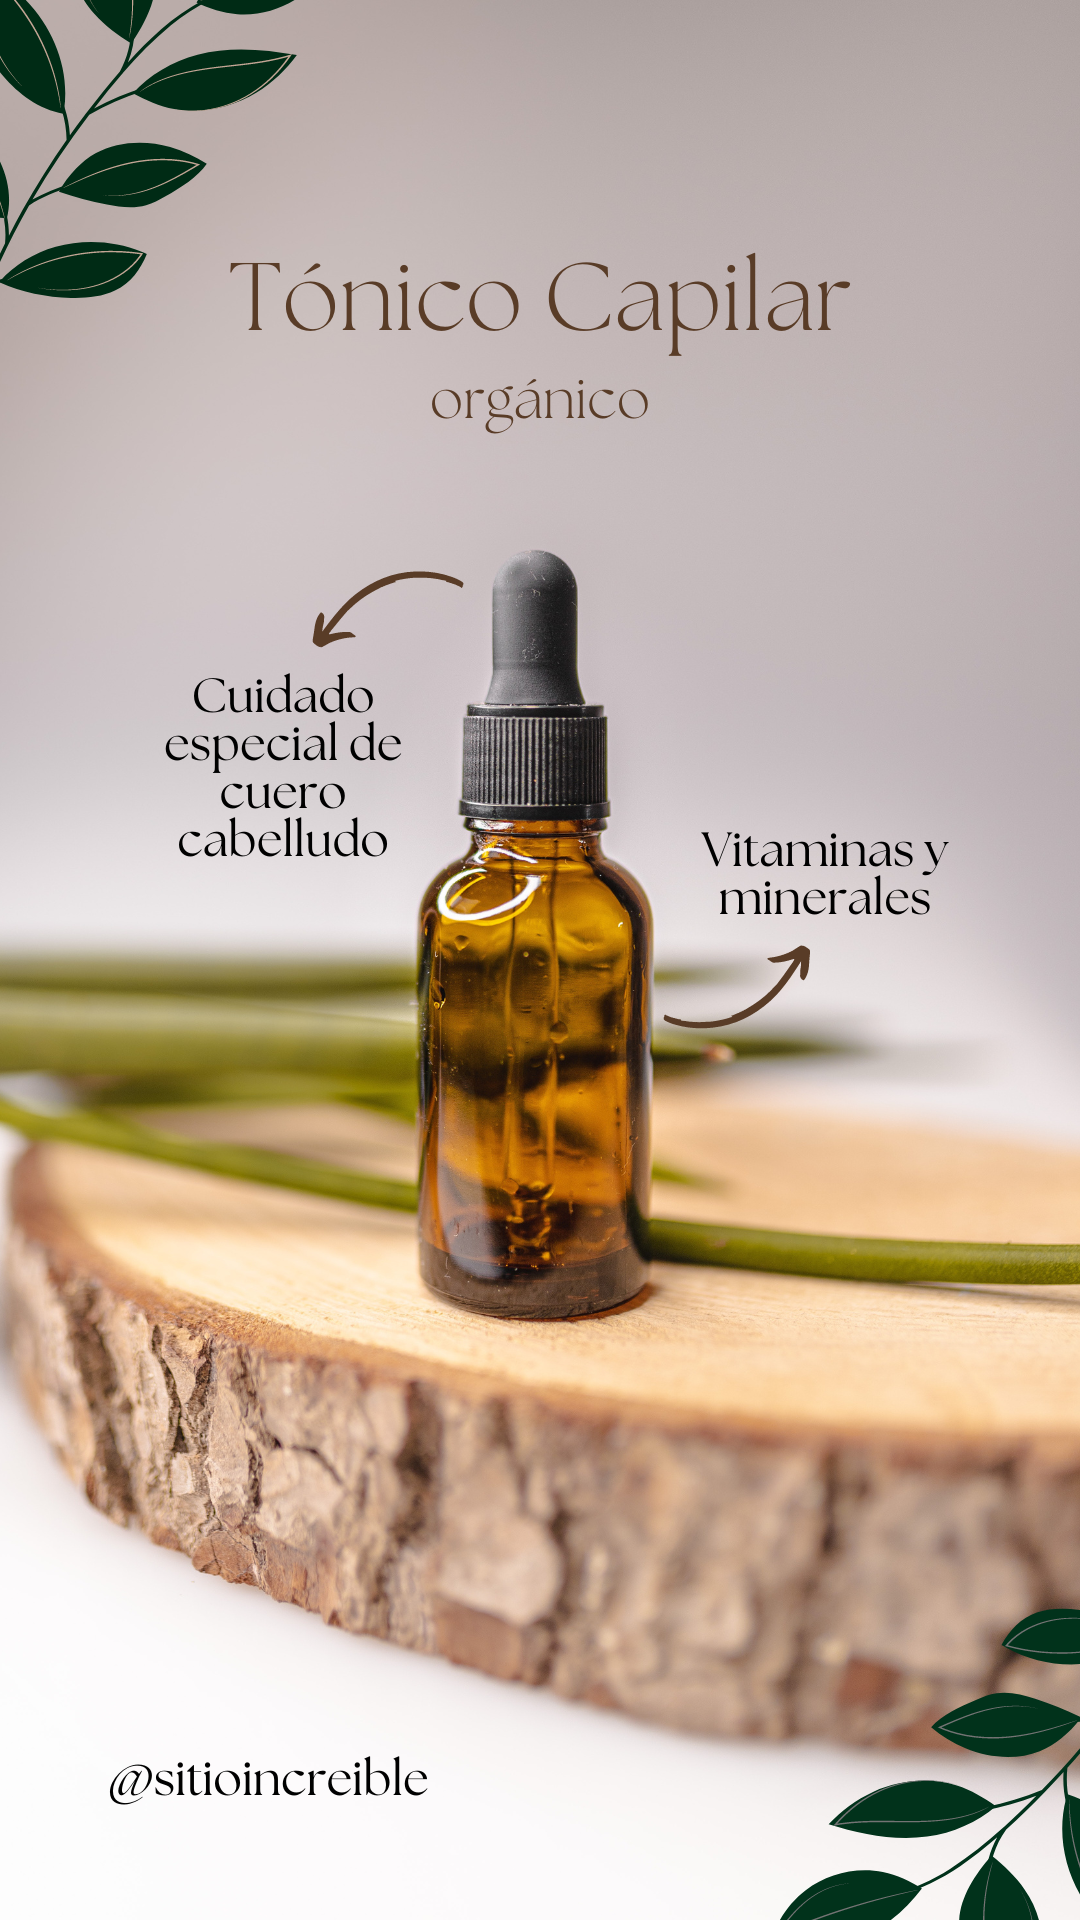 Tónico Capilar
orgánico
Cuidado
especial de
cuero
cabelludo
Vitaminas y
minerales
@sitioincreible